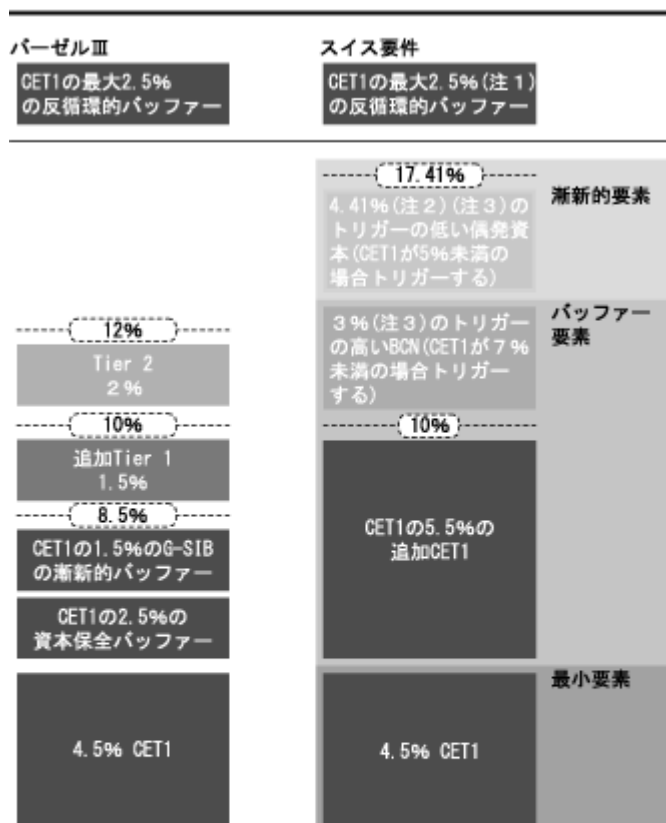 バーゼルⅢ
CET1の最大2.5%
の反循環的バッファー
12%
Tier 2
2%
10%
追加Tier 1
1.5%
8.5%
CET1の1.5%のG-SIB
の漸新的バッファー
CET1の2.5%の
資本保全バッファー
4.5% CET1
スイス要件
CET1の最大2.5%(注1)
の反循環的バッファー
17.41%
4.41%(注2)(注3)の
トリガーの低い偶発資
本(CET1が5%未満の
場合トリガーする)
漸新的要素
3%(注3)のトリガー
の高いBCN(CET1が7%
未満の場合トリガー
する)
バッファー
要素
10%
CET1の5.5%の
追加CET1
4.5% CET1
最小要素